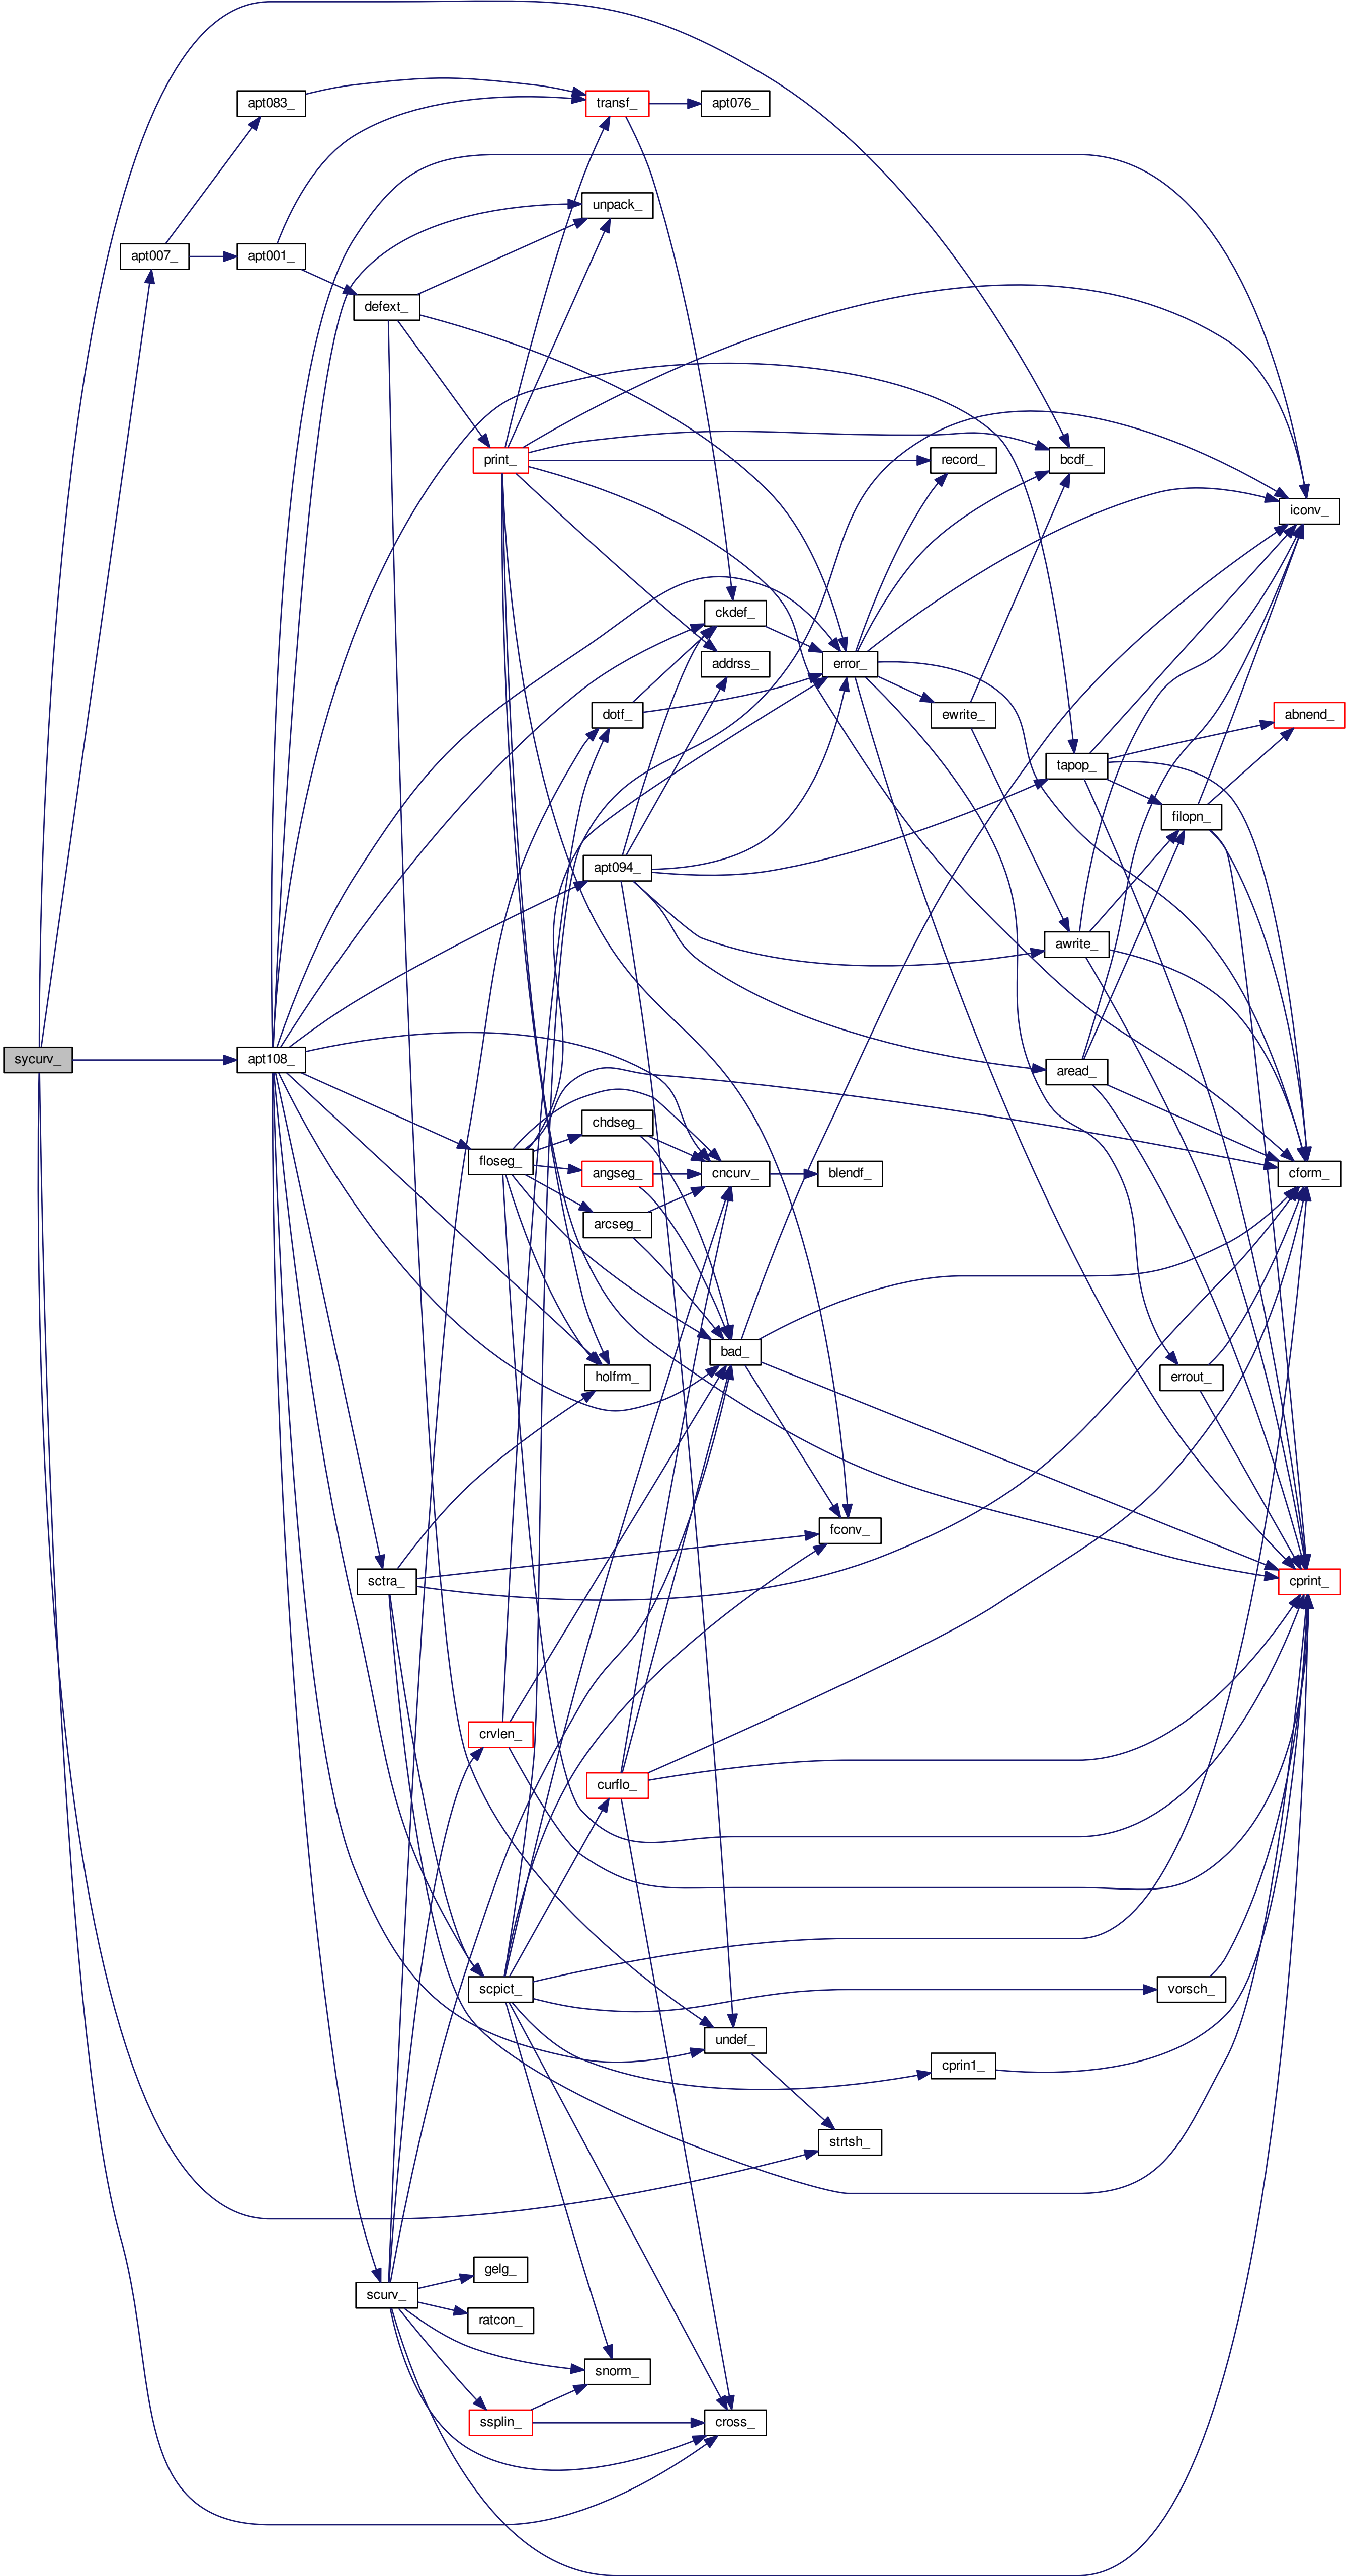 apt083_
transf_
apt076_
unpack_
apt007_
apt001_
defext_
print_
record_
bcdf_
iconv_
ckdef_
addrss_
error_
dotf_
ewrite_
abnend_
tapop_
filopn_
apt094_
awrite_
sycurv_
apt108_
aread_
chdseg_
floseg_
angseg_
cncurv_
blendf_
cform_
arcseg_
bad_
holfrm_
errout_
fconv_
sctra_
cprint_
crvlen_
curflo_
scpict_
vorsch_
undef_
cprin1_
strtsh_
gelg_
scurv_
ratcon_
snorm_
ssplin_
cross_